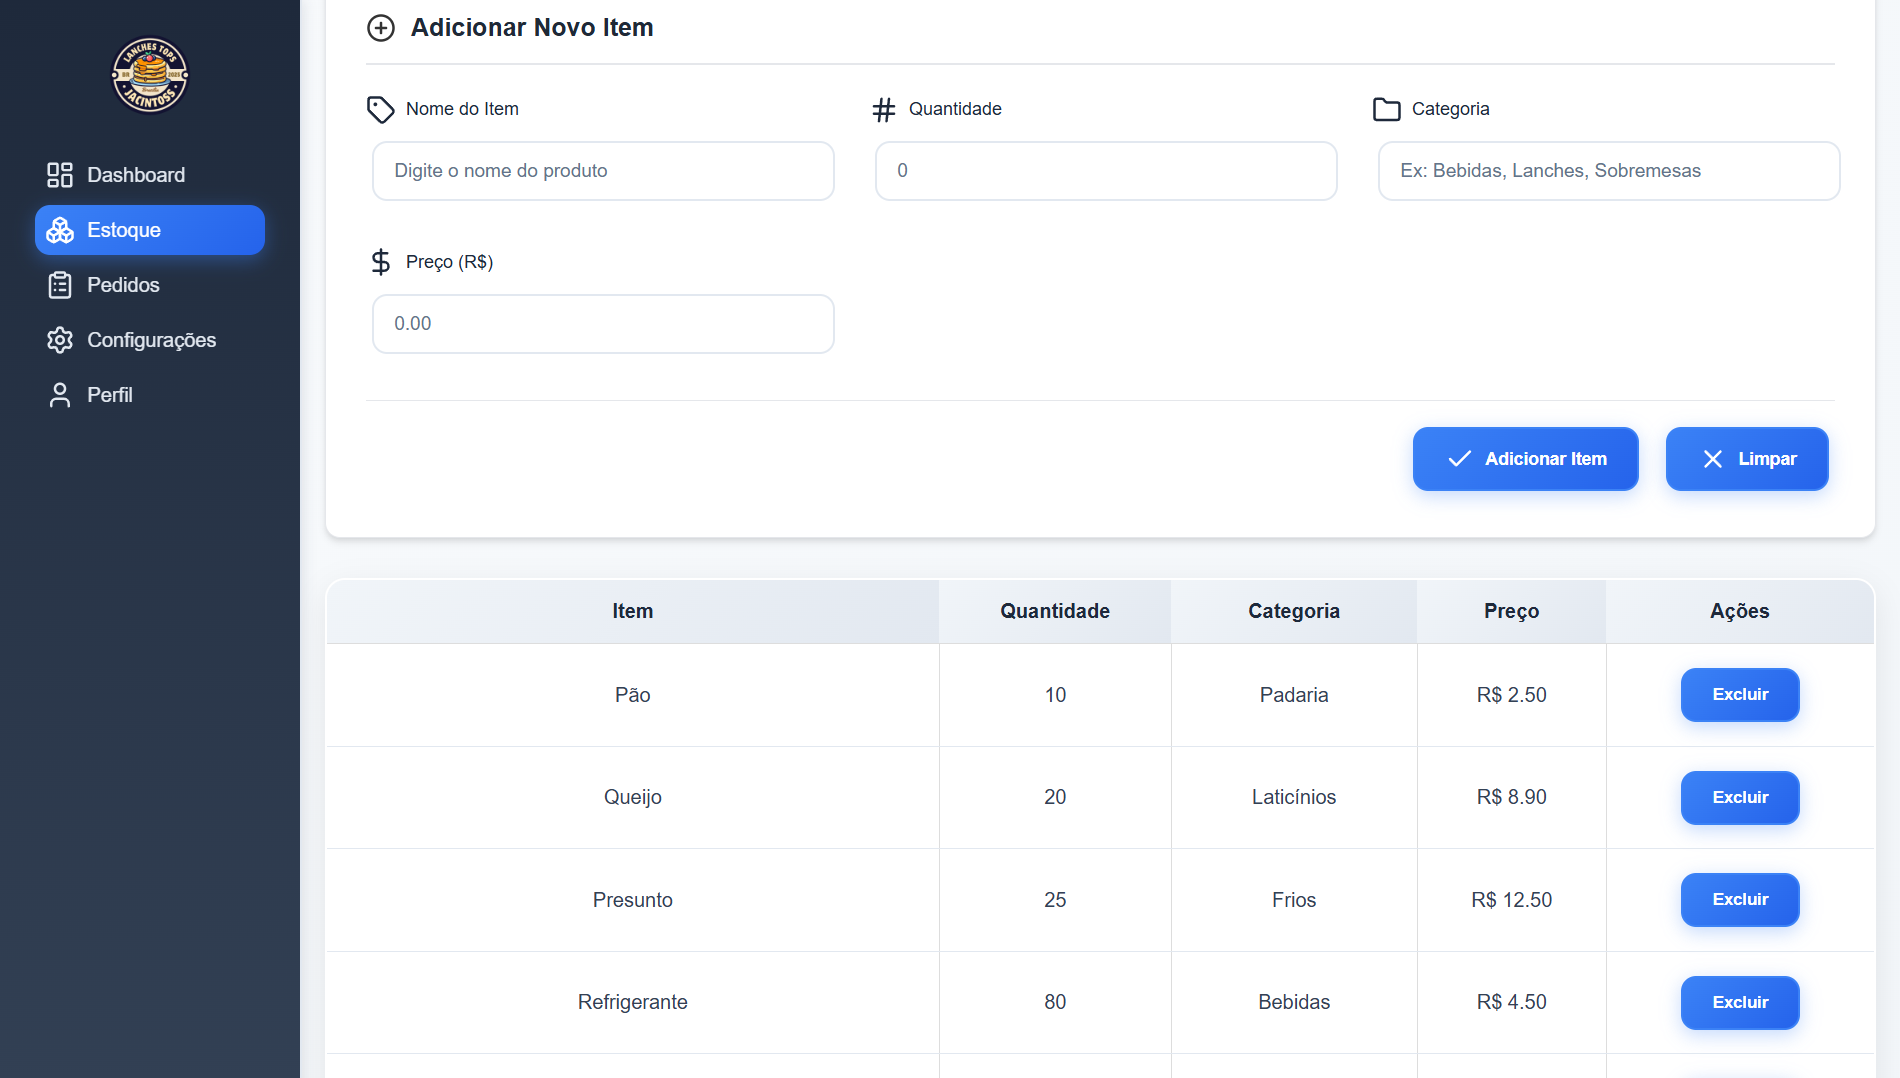 LANCHES TOPS
BR 2023
JACINTOSS
Dashboard
Estoque
Pedidos
Configurações
Perfil
Adicionar Novo Item
Nome do Item
Digite o nome do produto
Quantidade
0
Categoria
Ex: Bebidas, Lanches, Sobremesas
Preço (R$)
0.00
Adicionar Item
Limpar
Item Quantidade Categoria Preço Ações
Pão 10 Padaria R$ 2.50 Excluir
Queijo 20 Laticínios R$ 8.90 Excluir
Presunto 25 Frios R$ 12.50 Excluir
Refrigerante 80 Bebidas R$ 4.50 Excluir